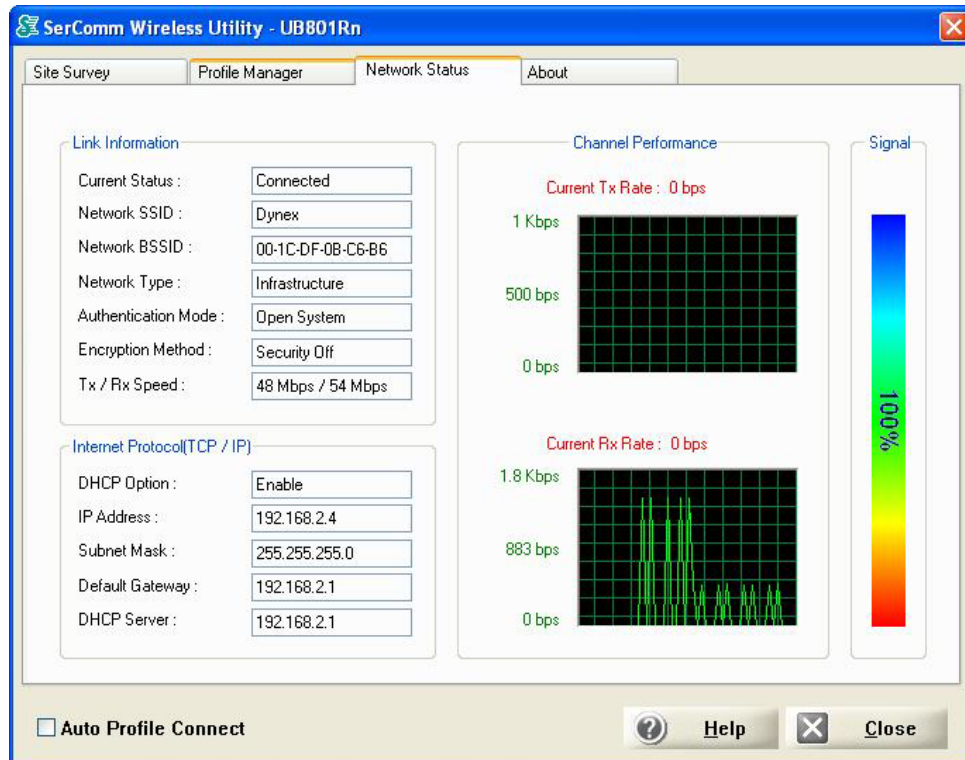 SerComm Wireless Utility - UB801Rn
Site Survey
Profile Manager
Network Status
About
Link Information
Current Status : Connected
Network SSID : Dynex
Network BSSID : 00-1C-DF-0B-C6-B6
Network Type : Infrastructure
Authentication Mode : Open System
Encryption Method : Security Off
Tx / Rx Speed : 48 Mbps / 54 Mbps
Internet Protocol(TCP / IP)
DHCP Option : Enable
IP Address : 192.168.2.4
Subnet Mask : 255.255.255.0
Default Gateway : 192.168.2.1
DHCP Server : 192.168.2.1
Channel Performance
Current Tx Rate : 0 bps
1 Kbps
500 bps
0 bps
Current Rx Rate : 0 bps
1.8 Kbps
883 bps
0 bps
Signal
100%
Auto Profile Connect
Help
Close